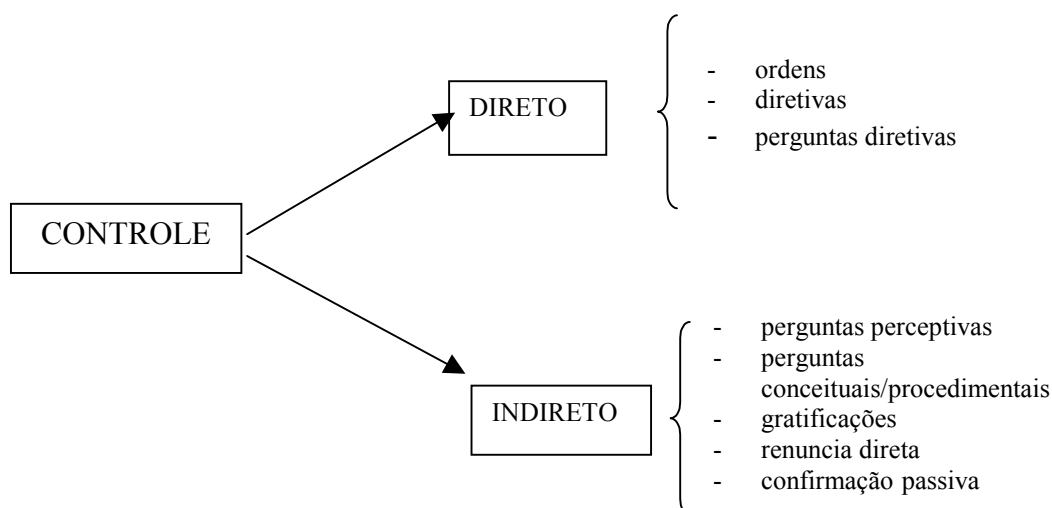 CONTROLE
DIRETO
- ordens
- diretivas
- perguntas diretivas
INDIRETO
- perguntas perceptivas
- perguntas
conceituais/procedimentais
- gratificações
- renuncia direta
- confirmação passiva